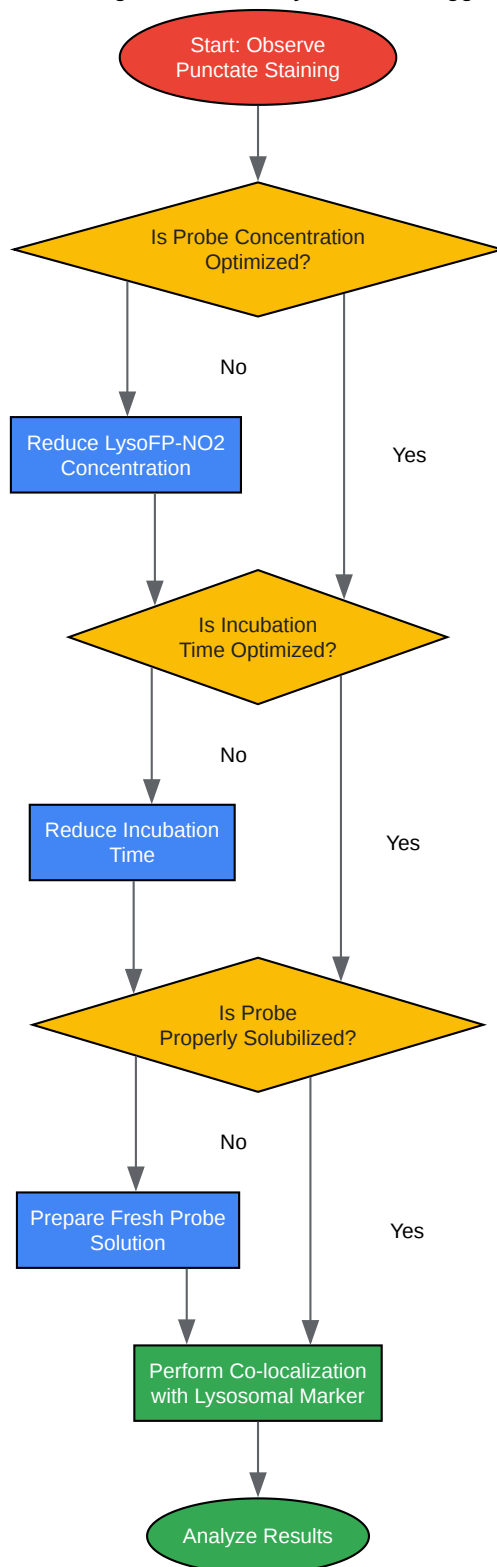 Start: Observe
Punctate Staining
Is Probe Concentration
Optimized?
No
Reduce LysoFP-NO2
Concentration
Yes
Is Incubation
Time Optimized?
No
Reduce Incubation
Time
Yes
Is Probe
Properly Solubilized?
No
Prepare Fresh Probe
Solution
Yes
Perform Co-localization
with Lysosomal Marker
Analyze Results